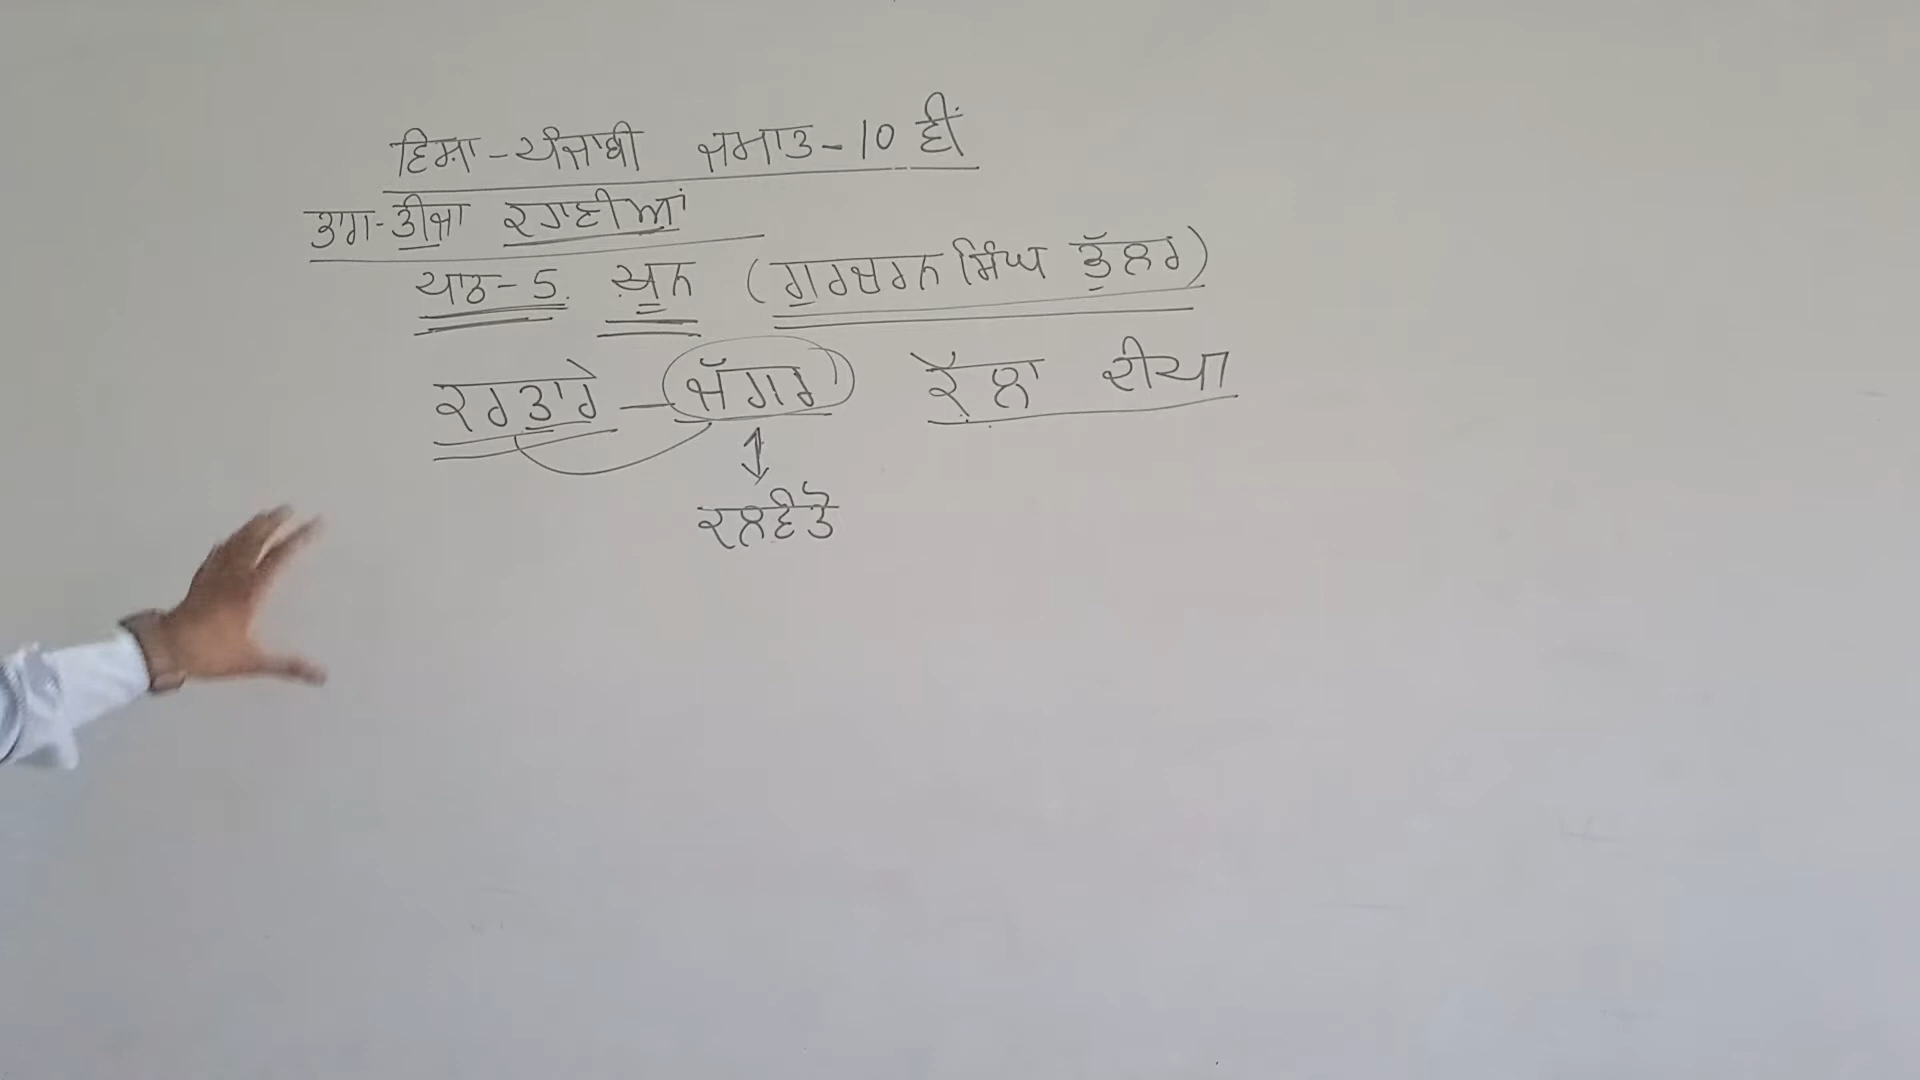 ਵਿਸ਼ਾ-ਪੰਜਾਬੀ ਜਮਾਤ-10 ਵੀਂ
ਭਾਗ-ਤੀਜਾ ਕਹਾਣੀਆਂ
ਪਾਠ-5. ਖ਼ੂਨ (ਗੁਰਬਚਨ ਸਿੰਘ ਭੁੱਲਰ)
ਕਰਤਾਰੋ - ਜੱਗਰ ਕੌਲਾ ਦੀਪਾ
ਕਲਵੰਤੋ